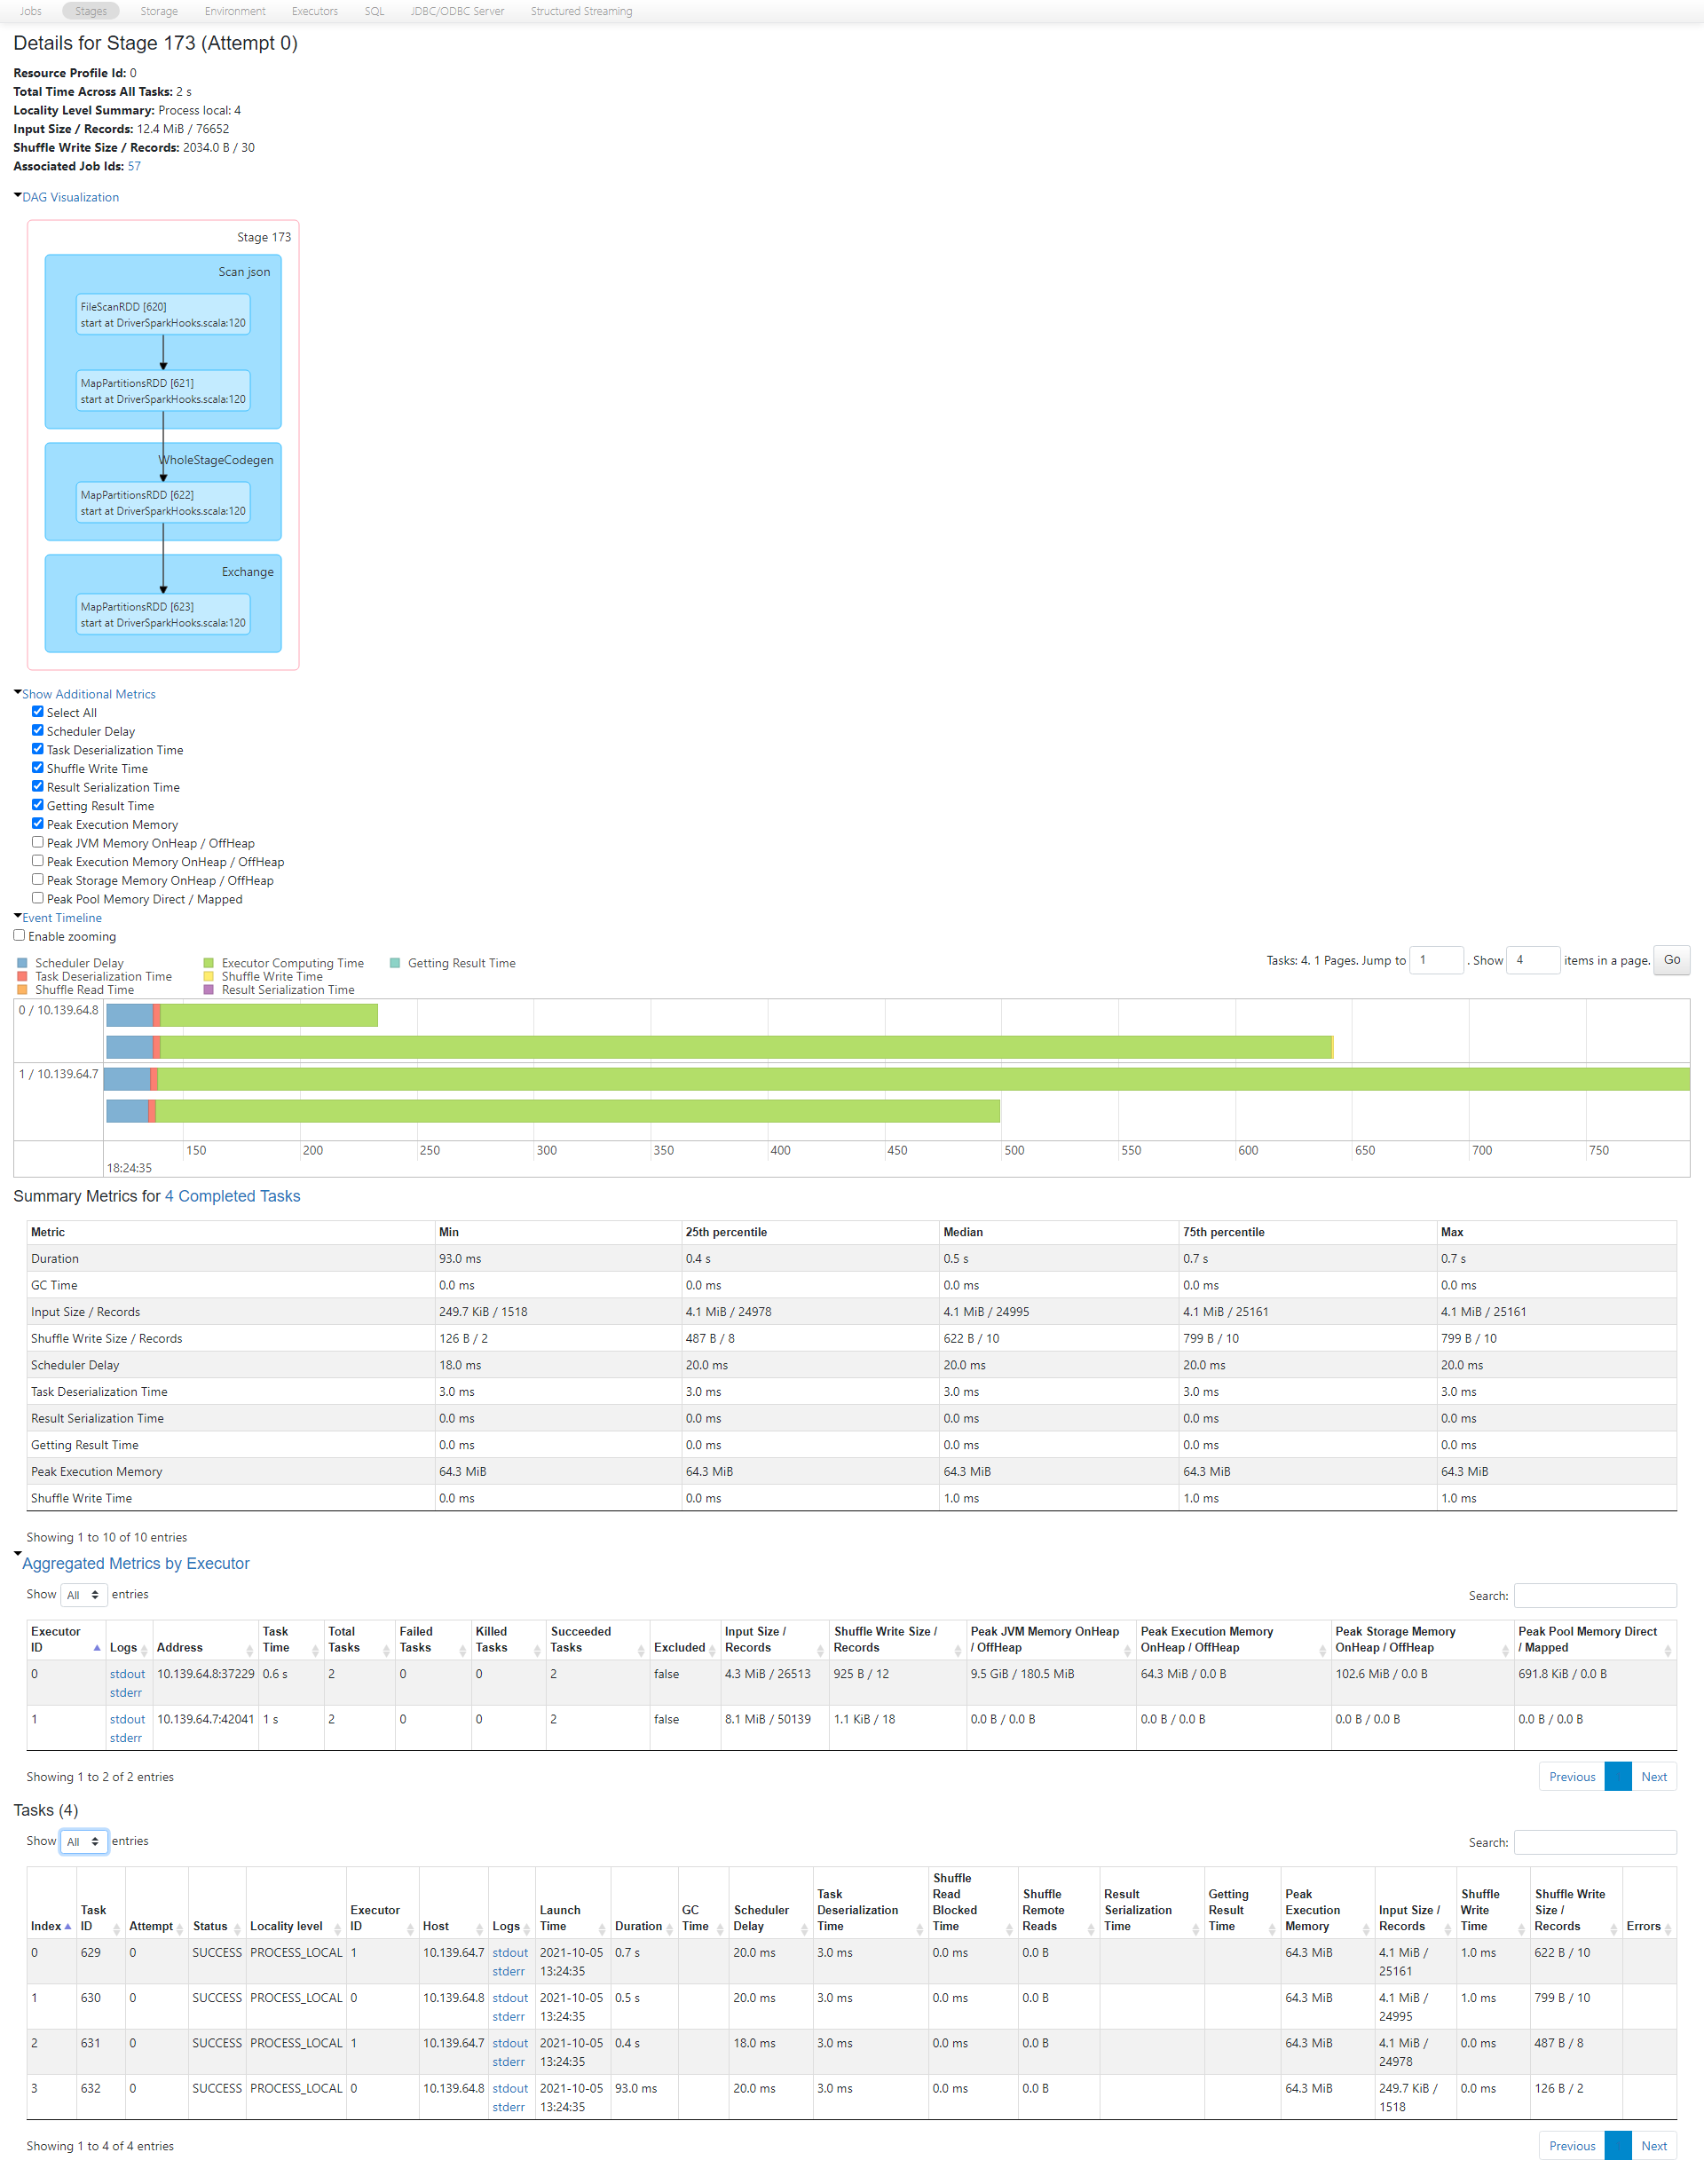 Jobs Stages Storage Environment Executors SQL JDBC/ODBC Server Structured Streaming
Details for Stage 173 (Attempt 0)
Resource Profile Id: 0
Total Time Across All Tasks: 2 s
Locality Level Summary: Process local: 4
Input Size / Records: 12.4 MiB / 76652
Shuffle Write Size / Records: 2034.0 B / 30
Associated Job Ids: 57
DAG Visualization
Stage 173
Scan json
FileScanRDD [620]
start at DriverSparkHooks.scala:120
MapPartitionsRDD [621]
start at DriverSparkHooks.scala:120
WholeStageCodegen
MapPartitionsRDD [622]
start at DriverSparkHooks.scala:120
Exchange
MapPartitionsRDD [623]
start at DriverSparkHooks.scala:120
Show Additional Metrics
Select All
Scheduler Delay
Task Deserialization Time
Shuffle Write Time
Result Serialization Time
Getting Result Time
Peak Execution Memory
Peak JVM Memory OnHeap / OffHeap
Peak Execution Memory OnHeap / OffHeap
Peak Storage Memory OnHeap / OffHeap
Peak Pool Memory Direct / Mapped
Event Timeline
Enable zooming
Scheduler Delay Executor Computing Time Getting Result Time
Task Deserialization Time Shuffle Write Time
Shuffle Read Time Result Serialization Time
Tasks: 4. 1 Pages. Jump to 1 . Show 4 items in a page. Go
0 / 10.139.64.8
1 / 10.139.64.7
150 200 250 300 350 400 450 500 550 600 650 700 750
18:24:35
Summary Metrics for 4 Completed Tasks
Metric Min 25th percentile Median 75th percentile Max
Duration 93.0 ms 0.4 s 0.5 s 0.7 s 0.7 s
GC Time 0.0 ms 0.0 ms 0.0 ms 0.0 ms 0.0 ms
Input Size / Records 249.7 KiB / 1518 4.1 MiB / 24978 4.1 MiB / 24995 4.1 MiB / 25161 4.1 MiB / 25161
Shuffle Write Size / Records 126 B / 2 487 B / 8 622 B / 10 799 B / 10 799 B / 10
Scheduler Delay 18.0 ms 20.0 ms 20.0 ms 20.0 ms 20.0 ms
Task Deserialization Time 3.0 ms 3.0 ms 3.0 ms 3.0 ms 3.0 ms
Result Serialization Time 0.0 ms 0.0 ms 0.0 ms 0.0 ms 0.0 ms
Getting Result Time 0.0 ms 0.0 ms 0.0 ms 0.0 ms 0.0 ms
Peak Execution Memory 64.3 MiB 64.3 MiB 64.3 MiB 64.3 MiB 64.3 MiB
Shuffle Write Time 0.0 ms 0.0 ms 1.0 ms 1.0 ms 1.0 ms
Showing 1 to 10 of 10 entries
Aggregated Metrics by Executor
Show All entries Search:
Executor Task Total Failed Killed Succeeded Input Size / Shuffle Write Size / Peak JVM Memory OnHeap Peak Execution Memory Peak Storage Memory Peak Pool Memory Direct
ID Logs Address Time Tasks Tasks Tasks Tasks Excluded Records Records / OffHeap OnHeap / OffHeap OnHeap / OffHeap / Mapped
0 stdout 10.139.64.8:37229 0.6 s 2 0 0 2 false 4.3 MiB / 26513 925 B / 12 9.5 GiB / 180.5 MiB 64.3 MiB / 0.0 B 102.6 MiB / 0.0 B 691.8 KiB / 0.0 B
stderr
1 stdout 10.139.64.7:42041 1 s 2 0 0 2 false 8.1 MiB / 50139 1.1 KiB / 18 0.0 B / 0.0 B 0.0 B / 0.0 B 0.0 B / 0.0 B 0.0 B / 0.0 B
stderr
Showing 1 to 2 of 2 entries Previous Next
Tasks (4)
Show All entries Search:
Shuffle
Task Read Shuffle Result Getting Peak Shuffle Shuffle Write
Task Executor Launch GC Scheduler Deserialization Blocked Remote Serialization Result Execution Input Size / Write Size /
Index ID Attempt Status Locality level ID Host Logs Time Duration Time Delay Time Time Reads Time Time Memory Records Time Records Errors
0 629 0 SUCCESS PROCESS_LOCAL 1 10.139.64.7 stdout 2021-10-05 0.7 s 20.0 ms 3.0 ms 0.0 ms 0.0 B 64.3 MiB 4.1 MiB / 1.0 ms 622 B / 10
stderr 13:24:35 25161
1 630 0 SUCCESS PROCESS_LOCAL 0 10.139.64.8 stdout 2021-10-05 0.5 s 20.0 ms 3.0 ms 0.0 ms 0.0 B 64.3 MiB 4.1 MiB / 1.0 ms 799 B / 10
stderr 13:24:35 24995
2 631 0 SUCCESS PROCESS_LOCAL 1 10.139.64.7 stdout 2021-10-05 0.4 s 18.0 ms 3.0 ms 0.0 ms 0.0 B 64.3 MiB 4.1 MiB / 0.0 ms 487 B / 8
stderr 13:24:35 24978
3 632 0 SUCCESS PROCESS_LOCAL 0 10.139.64.8 stdout 2021-10-05 93.0 ms 20.0 ms 3.0 ms 0.0 ms 0.0 B 64.3 MiB 249.7 KiB / 0.0 ms 126 B / 2
stderr 13:24:35 1518
Showing 1 to 4 of 4 entries Previous Next